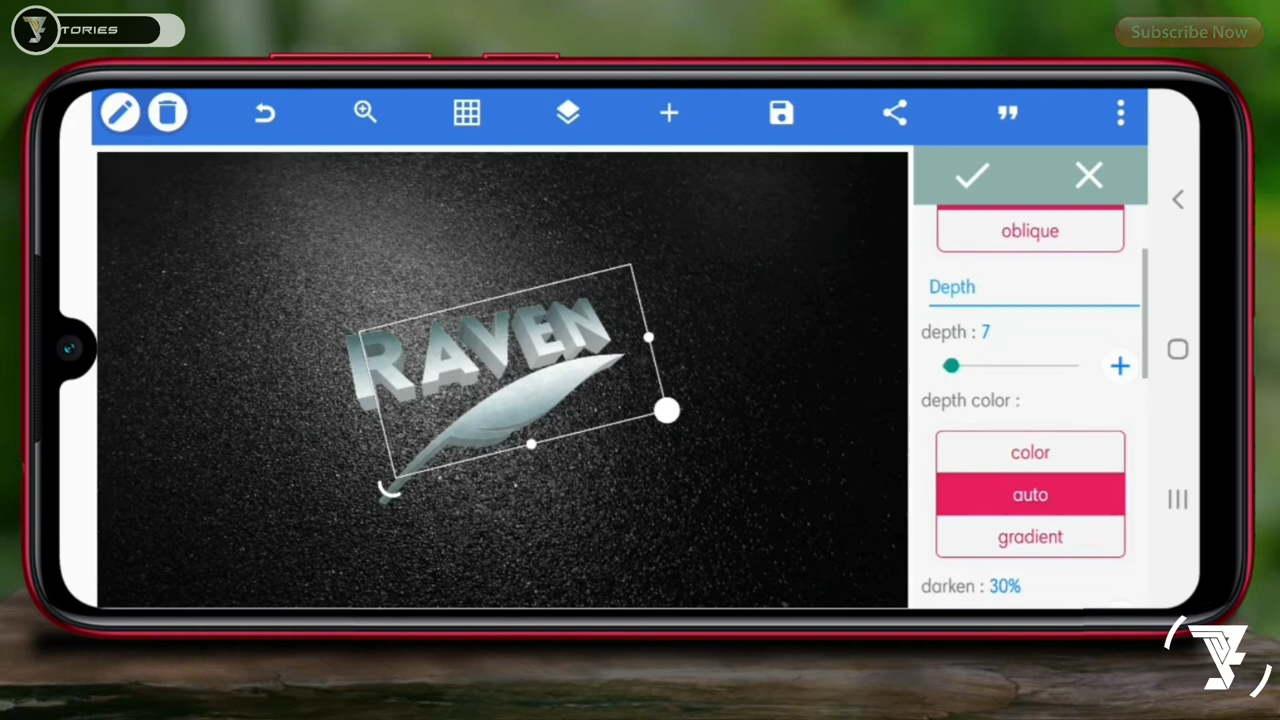 TORIES
Subscribe Now
oblique
Depth
depth : 7
depth color :
color
auto
gradient
darken : 30%
RAVEN